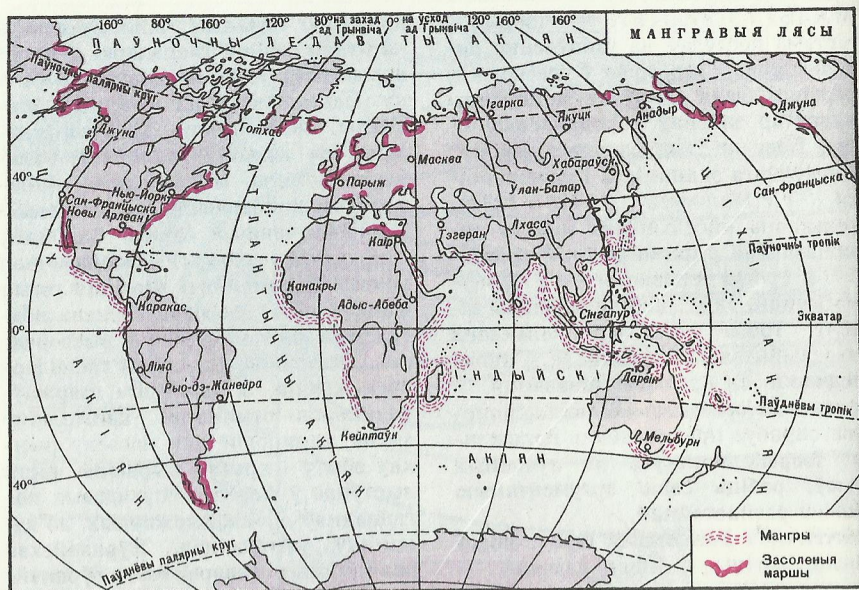 МАНГРАВЫЯ ЛЯСЫ
160°
80°
160°
120°
80° на захад ад Грынвіча
0°
на ўсход ад Грынвіча
120°
160°
160°
ПАЎНОЧНЫ ЛЕДАВІТЫ АКІЯН
Паўночны палярны круг
Джуна
Готхаб
Ігарка
Якуцк
Анадыр
Джуна
40°
Масква
Хабараўск
Парыж
Улан-Батар
Нью-Йорк
Сан-Францыска
Новы Арлеан
Сан-Францыска
Каір
Тэгеран
Лхаса
Паўночны тропік
Канакры
Адыс-Абеба
Каракас
Сінгапур
Экватар
0°
Ліма
Рыо-дэ-Жанейра
АТЛАНТЫЧНЫ АКІЯН
ІНДЫЙСКІ
АКІЯН
Дарвін
Паўднёвы тропік
Кейптаўн
Мельбурн
40°
Паўднёвы палярны круг
Паўднёвы палярны круг
Мангры
Засоленыя
маршы